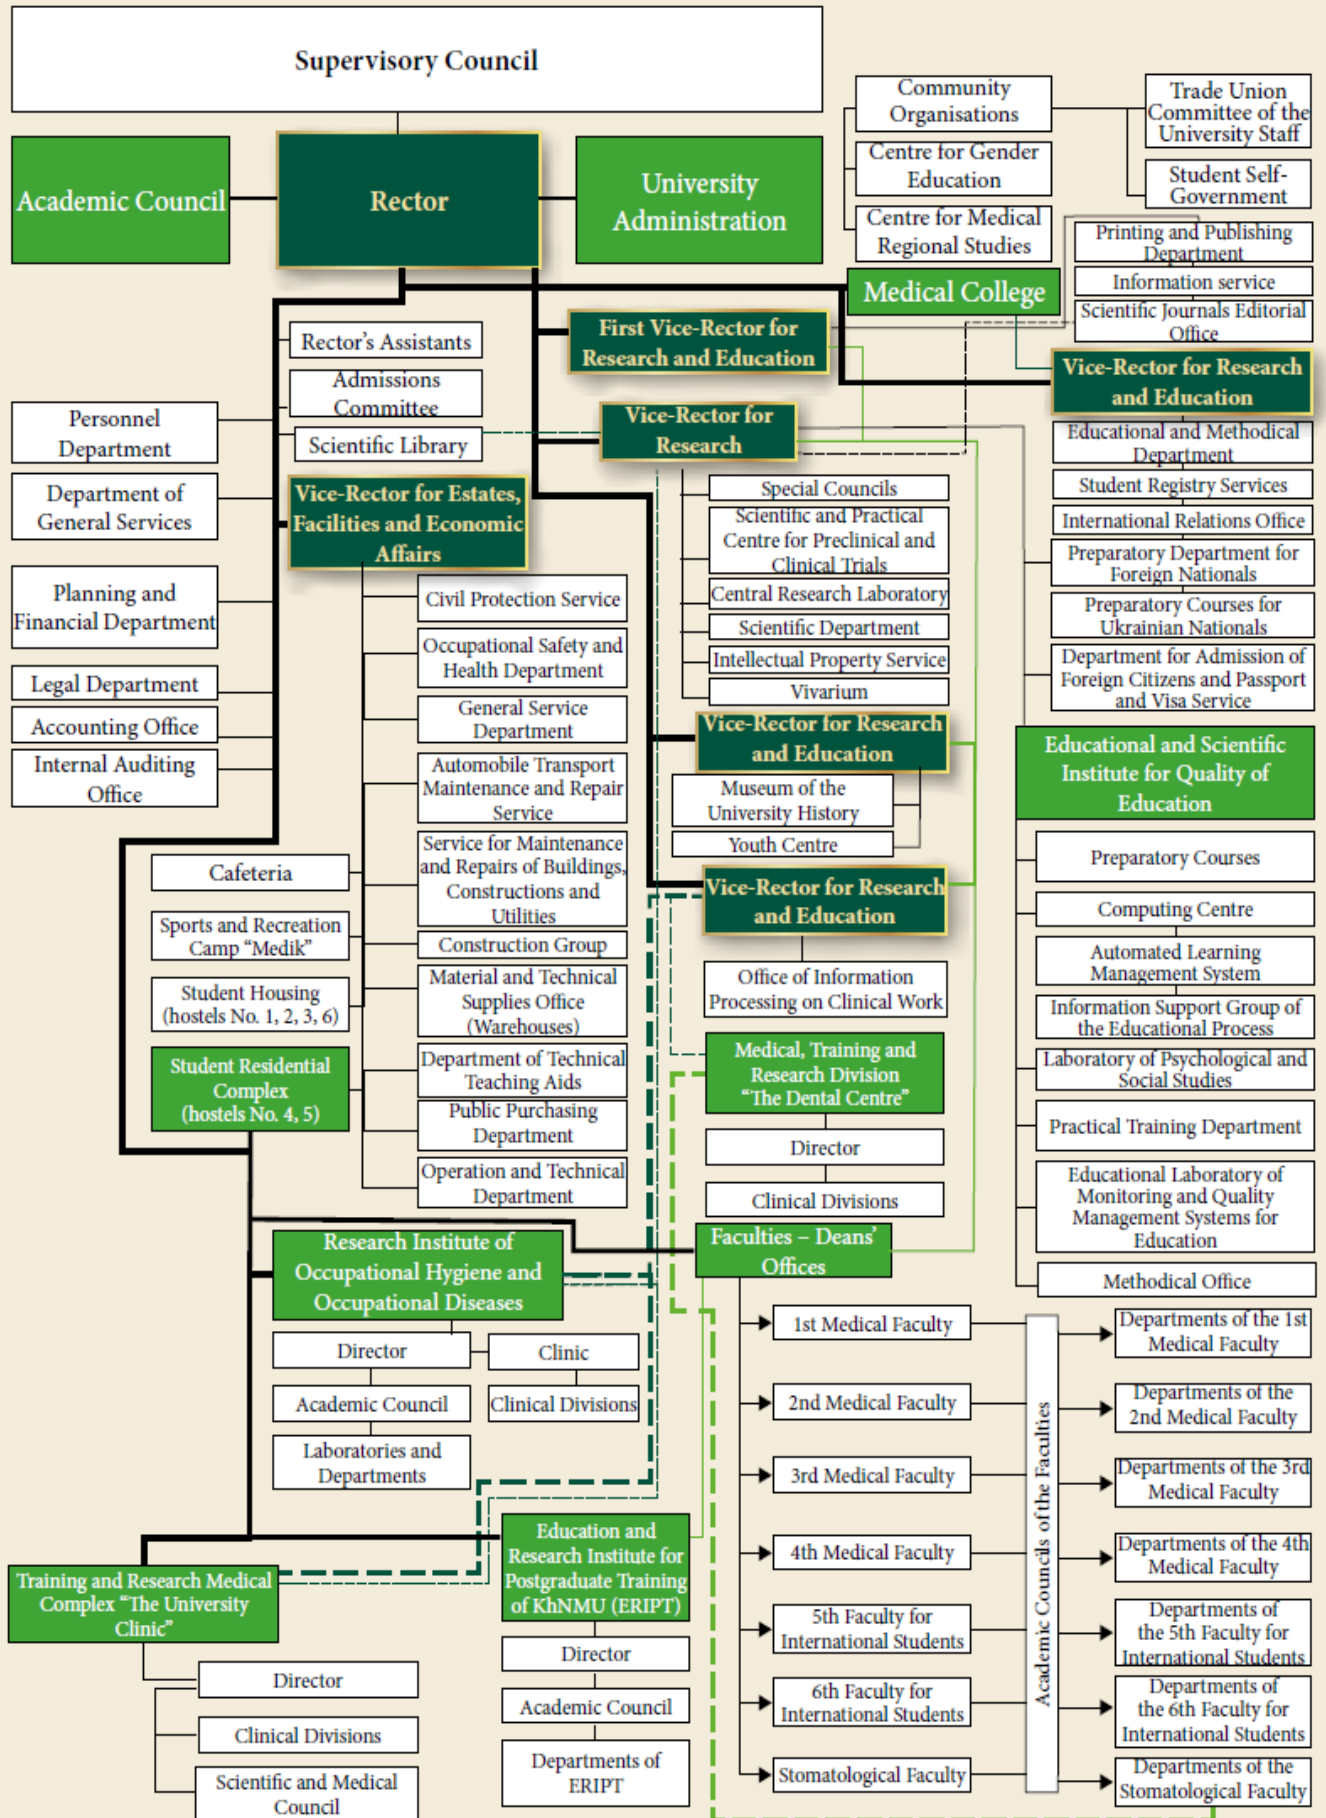 Supervisory Council
Academic Council
Rector
University
Administration
Community
Organisations
Trade Union
Committee of the
University Staff
Centre for Gender
Education
Student Self-
Government
Centre for Medical
Regional Studies
Printing and Publishing
Department
Information service
Scientific Journals Editorial
Office
Medical College
First Vice-Rector for
Research and Education
Vice-Rector for Research
and Education
Rector's Assistants
Admissions
Committee
Scientific Library
Vice-Rector for
Research
Personnel
Department
Department of
General Services
Planning and
Financial Department
Legal Department
Accounting Office
Internal Auditing
Office
Vice-Rector for Estates,
Facilities and Economic
Affairs
Civil Protection Service
Occupational Safety and
Health Department
General Service
Department
Automobile Transport
Maintenance and Repair
Service
Service for Maintenance
and Repairs of Buildings,
Constructions and
Utilities
Construction Group
Material and Technical
Supplies Office
(Warehouses)
Department of Technical
Teaching Aids
Public Purchasing
Department
Operation and Technical
Department
Cafeteria
Sports and Recreation
Camp “Medik”
Student Housing
(hostels No. 1, 2, 3, 6)
Student Residential
Complex
(hostels No. 4, 5)
Special Councils
Scientific and Practical
Centre for Preclinical and
Clinical Trials
Central Research Laboratory
Scientific Department
Intellectual Property Service
Vivarium
Vice-Rector for Research
and Education
Museum of the
University History
Youth Centre
Vice-Rector for Research
and Education
Office of Information
Processing on Clinical Work
Medical, Training and
Research Division
“The Dental Centre”
Director
Clinical Divisions
Educational and Methodical
Department
Student Registry Services
International Relations Office
Preparatory Department for
Foreign Nationals
Preparatory Courses for
Ukrainian Nationals
Department for Admission of
Foreign Citizens and Passport
and Visa Service
Educational and Scientific
Institute for Quality of
Education
Preparatory Courses
Computing Centre
Automated Learning
Management System
Information Support Group of
the Educational Process
Laboratory of Psychological and
Social Studies
Practical Training Department
Educational Laboratory of
Monitoring and Quality
Management Systems for
Education
Methodical Office
Research Institute of
Occupational Hygiene and
Occupational Diseases
Director
Clinic
Academic Council
Clinical Divisions
Laboratories and
Departments
Faculties – Deans'
Offices
1st Medical Faculty
2nd Medical Faculty
3rd Medical Faculty
4th Medical Faculty
5th Faculty for
International Students
6th Faculty for
International Students
Stomatological Faculty
Academic Councils of the Faculties
Departments of the 1st
Medical Faculty
Departments of the
2nd Medical Faculty
Departments of the 3rd
Medical Faculty
Departments of the 4th
Medical Faculty
Departments of
the 5th Faculty for
International Students
Departments of
the 6th Faculty for
International Students
Departments of the
Stomatological Faculty
Training and Research Medical
Complex “The University
Clinic”
Director
Clinical Divisions
Scientific and Medical
Council
Education and
Research Institute for
Postgraduate Training
of KhNMU (ERIPT)
Director
Academic Council
Departments of
ERIPT